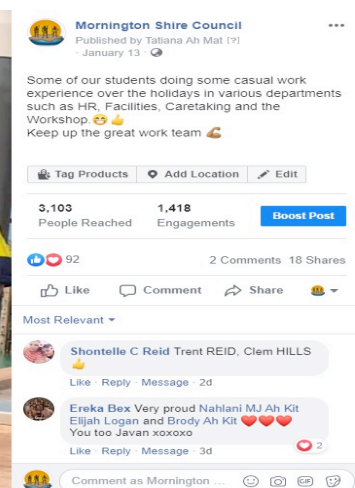 Mornington Shire Council
Published by Tatiana Ah Mat [?]
· January 13 ·
Some of our students doing some casual work
experience over the holidays in various departments
such as HR, Facilities, Caretaking and the
Workshop.😁👍
Keep up the great work team 💪🏽
Tag Products Add Location Edit
3,103 1,418
People Reached Engagements Boost Post
92 2 Comments 18 Shares
Like Comment Share
Most Relevant
Shontelle C Reid Trent REID, Clem HILLS
👍
Like · Reply · Message · 2d
Ereka Bex Very proud Nahlani MJ Ah Kit
Elijah Logan and Brody Ah Kit ❤️❤️❤️
You too Javan xoxoxo
2
Like · Reply · Message · 3d
Comment as Mornington ... GIF